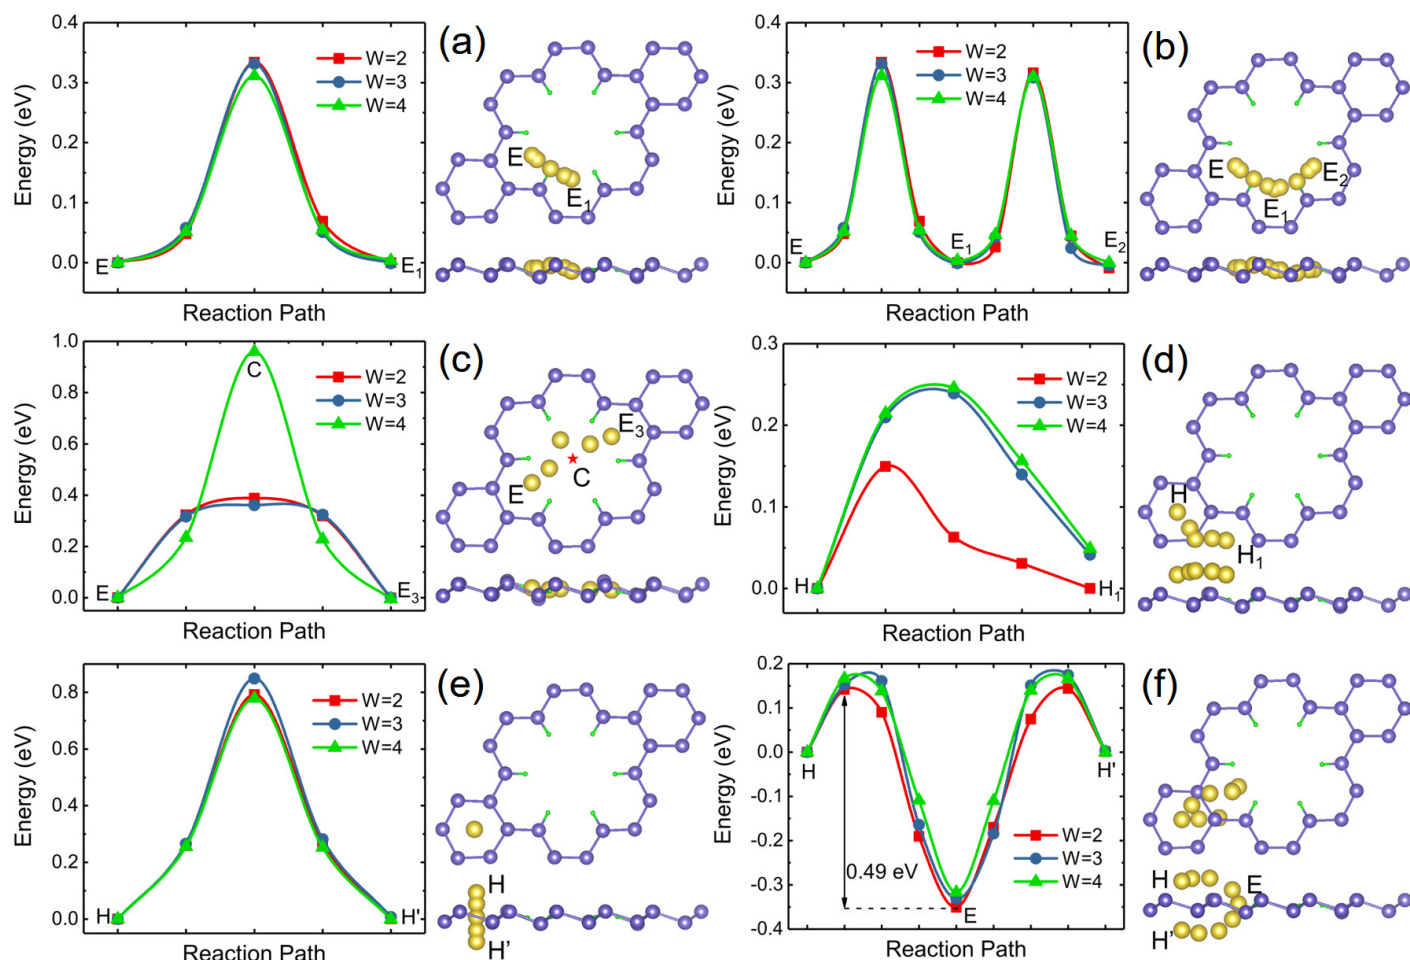 (a)
Energy (eV)
0.4
0.3
0.2
0.1
0.0
W=2
W=3
W=4
E
E1
Reaction Path
E
E1
(b)
Energy (eV)
0.4
0.3
0.2
0.1
0.0
W=2
W=3
W=4
E
E1
E2
Reaction Path
E
E1
E2
(c)
Energy (eV)
1.0
0.8
0.6
0.4
0.2
0.0
W=2
W=3
W=4
C
E
E3
Reaction Path
E3
E
C
(d)
Energy (eV)
0.3
0.2
0.1
0.0
W=2
W=3
W=4
H
H1
Reaction Path
H
H1
(e)
Energy (eV)
0.8
0.6
0.4
0.2
0.0
W=2
W=3
W=4
H
H'
Reaction Path
H
H'
(f)
Energy (eV)
0.2
0.1
0.0
-0.1
-0.2
-0.3
-0.4
H
H'
W=2
W=3
W=4
0.49 eV
E
Reaction Path
H
E
H'